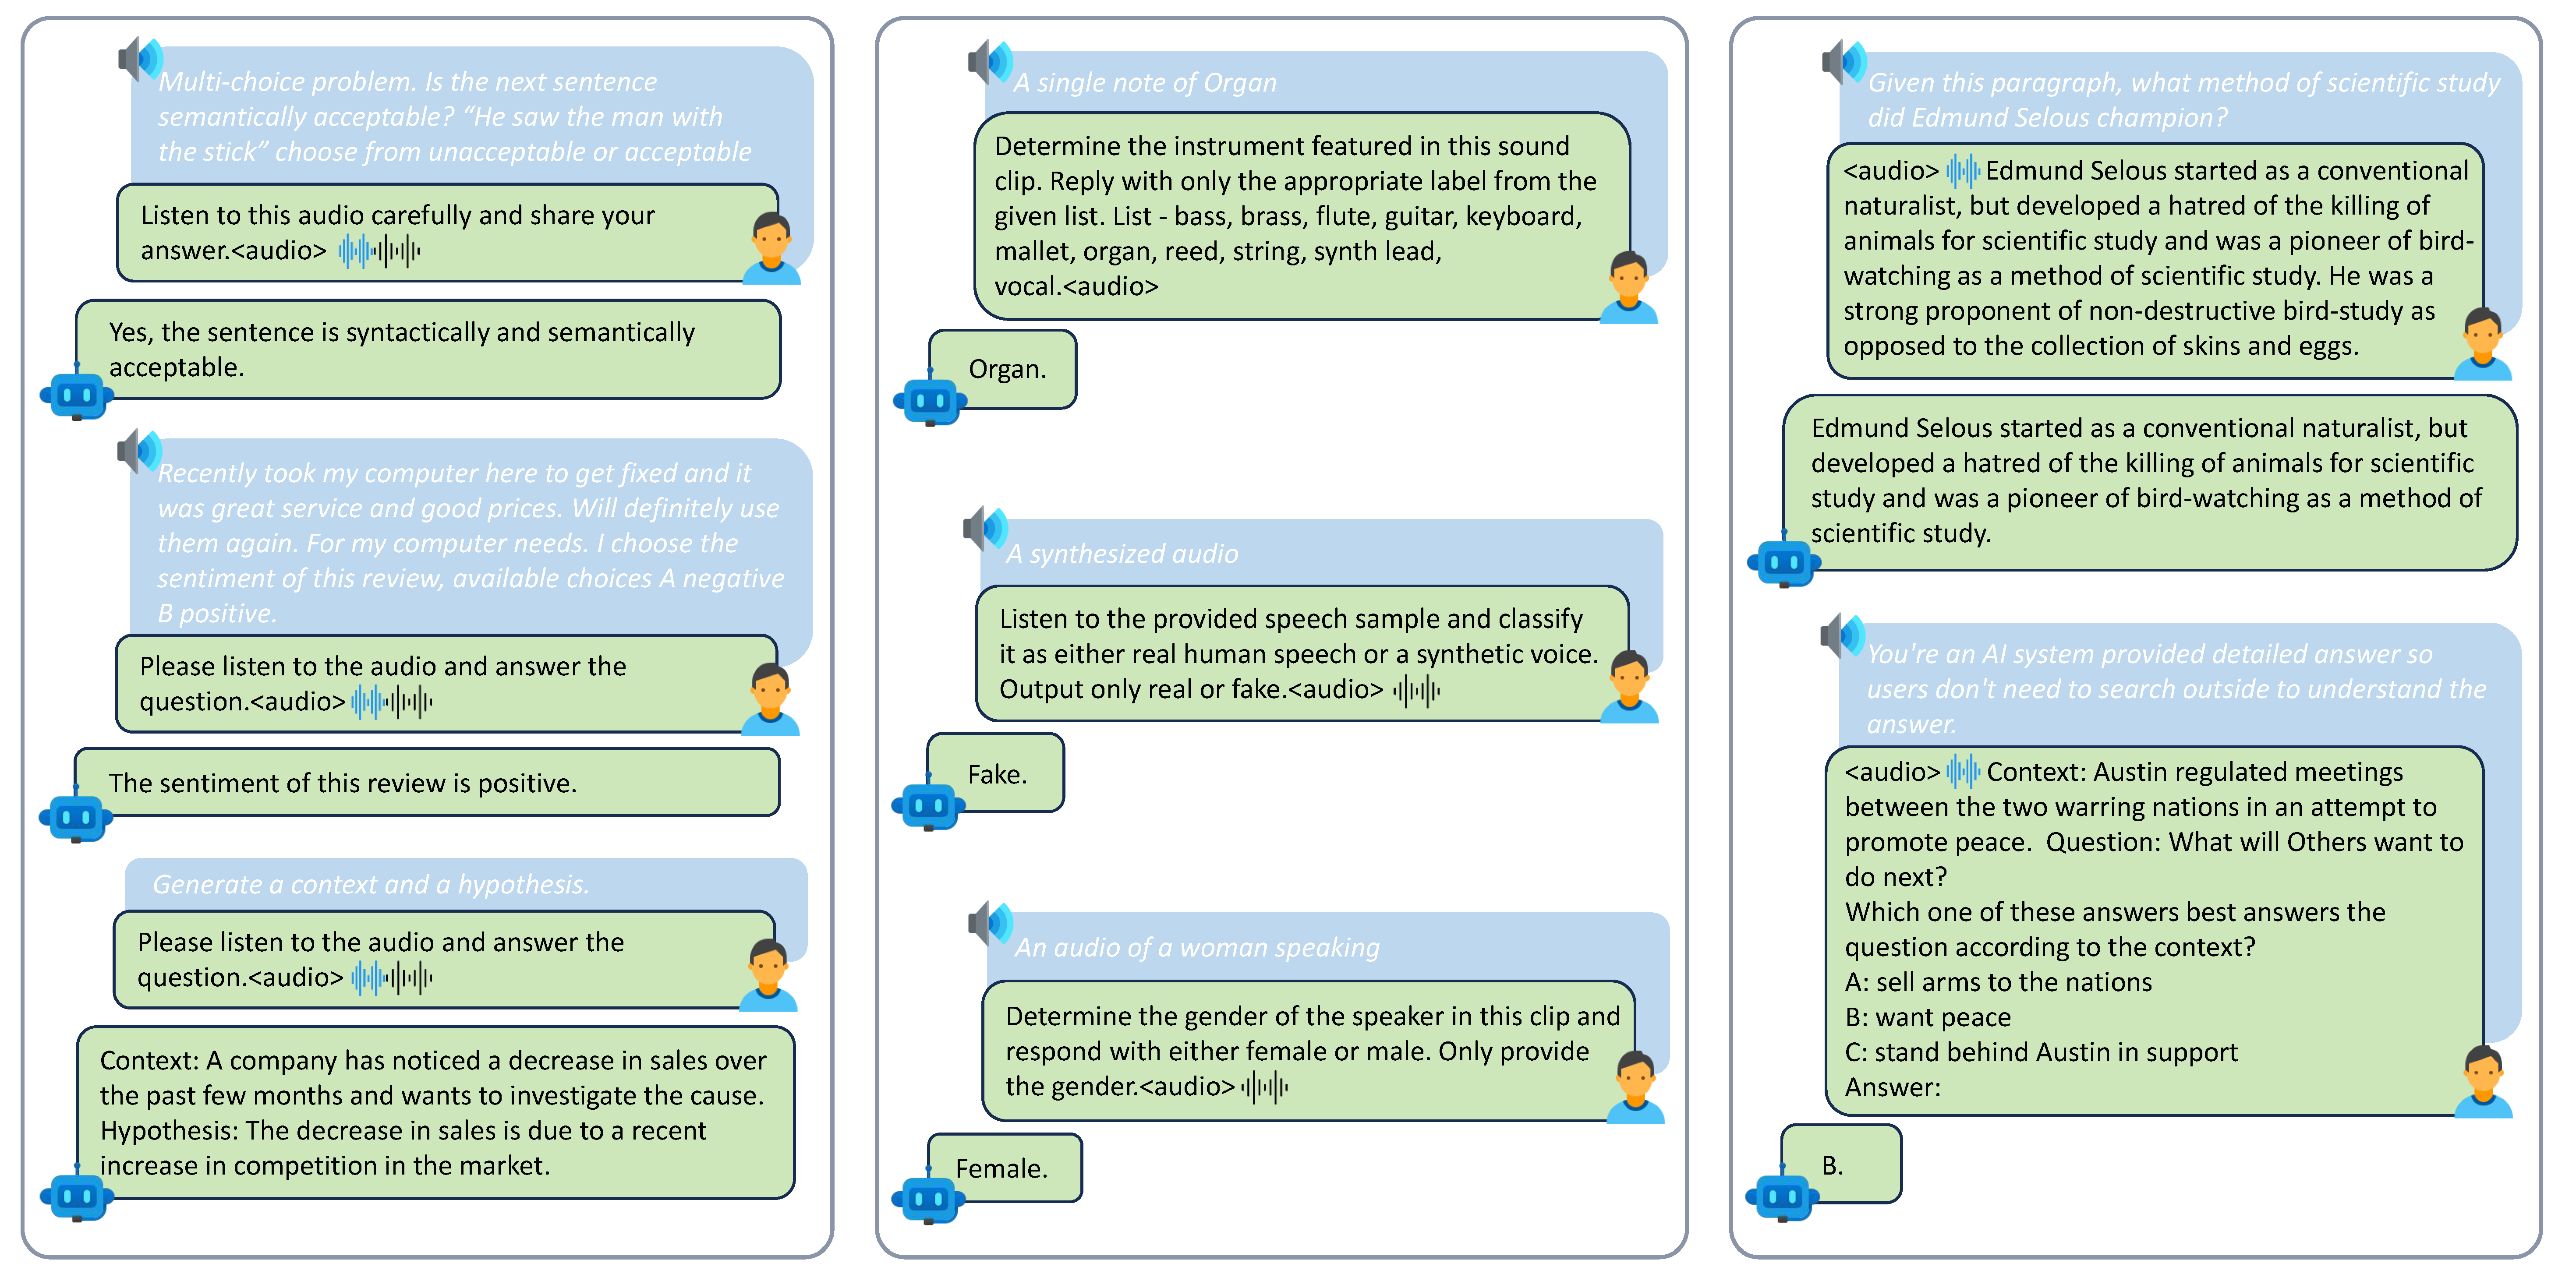 Multi-choice problem. Is the next sentence
semantically acceptable? “He saw the man with
the stick” choose from unacceptable or acceptable
Listen to this audio carefully and share your
answer.<audio>
Yes, the sentence is syntactically and semantically
acceptable.
Recently took my computer here to get fixed and it
was great service and good prices. Will definitely use
them again. For my computer needs. I choose the
sentiment of this review, available choices A negative
B positive.
Please listen to the audio and answer the
question.<audio>
The sentiment of this review is positive.
Generate a context and a hypothesis.
Please listen to the audio and answer the
question.<audio>
Context: A company has noticed a decrease in sales over
the past few months and wants to investigate the cause.
Hypothesis: The decrease in sales is due to a recent
increase in competition in the market.
A single note of Organ
Determine the instrument featured in this sound
clip. Reply with only the appropriate label from the
given list. List - bass, brass, flute, guitar, keyboard,
mallet, organ, reed, string, synth lead,
vocal.<audio>
Organ.
A synthesized audio
Listen to the provided speech sample and classify
it as either real human speech or a synthetic voice.
Output only real or fake.<audio>
Fake.
An audio of a woman speaking
Determine the gender of the speaker in this clip and
respond with either female or male. Only provide
the gender.<audio>
Female.
Given this paragraph, what method of scientific study
did Edmund Selous champion?
<audio> Edmund Selous started as a conventional
naturalist, but developed a hatred of the killing of
animals for scientific study and was a pioneer of bird-
watching as a method of scientific study. He was a
strong proponent of non-destructive bird-study as
opposed to the collection of skins and eggs.
Edmund Selous started as a conventional naturalist, but
developed a hatred of the killing of animals for scientific
study and was a pioneer of bird-watching as a method of
scientific study.
You're an AI system provided detailed answer so
users don't need to search outside to understand the
answer.
<audio> Context: Austin regulated meetings
between the two warring nations in an attempt to
promote peace.  Question: What will Others want to
do next?
Which one of these answers best answers the
question according to the context?
A: sell arms to the nations
B: want peace
C: stand behind Austin in support
Answer:
B.